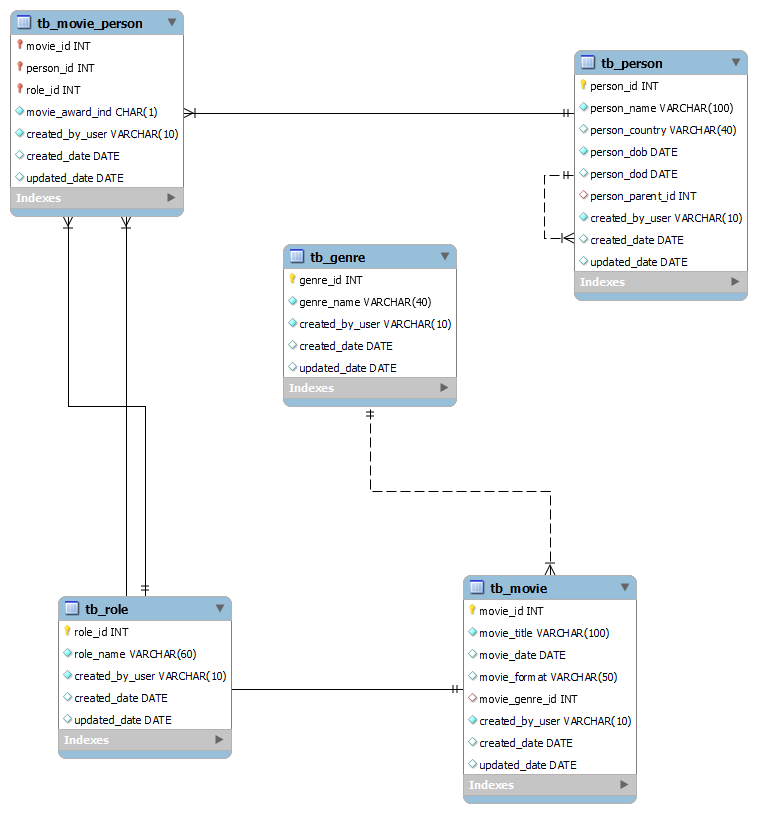 tb_movie_person
movie_id INT
person_id INT
role_id INT
movie_award_ind CHAR(1)
created_by_user VARCHAR(10)
created_date DATE
updated_date DATE
Indexes
tb_person
person_id INT
person_name VARCHAR(100)
person_country VARCHAR(40)
person_dob DATE
person_dod DATE
person_parent_id INT
created_by_user VARCHAR(10)
created_date DATE
updated_date DATE
Indexes
tb_genre
genre_id INT
genre_name VARCHAR(40)
created_by_user VARCHAR(10)
created_date DATE
updated_date DATE
Indexes
tb_role
role_id INT
role_name VARCHAR(60)
created_by_user VARCHAR(10)
created_date DATE
updated_date DATE
Indexes
tb_movie
movie_id INT
movie_title VARCHAR(100)
movie_date DATE
movie_format VARCHAR(50)
movie_genre_id INT
created_by_user VARCHAR(10)
created_date DATE
updated_date DATE
Indexes